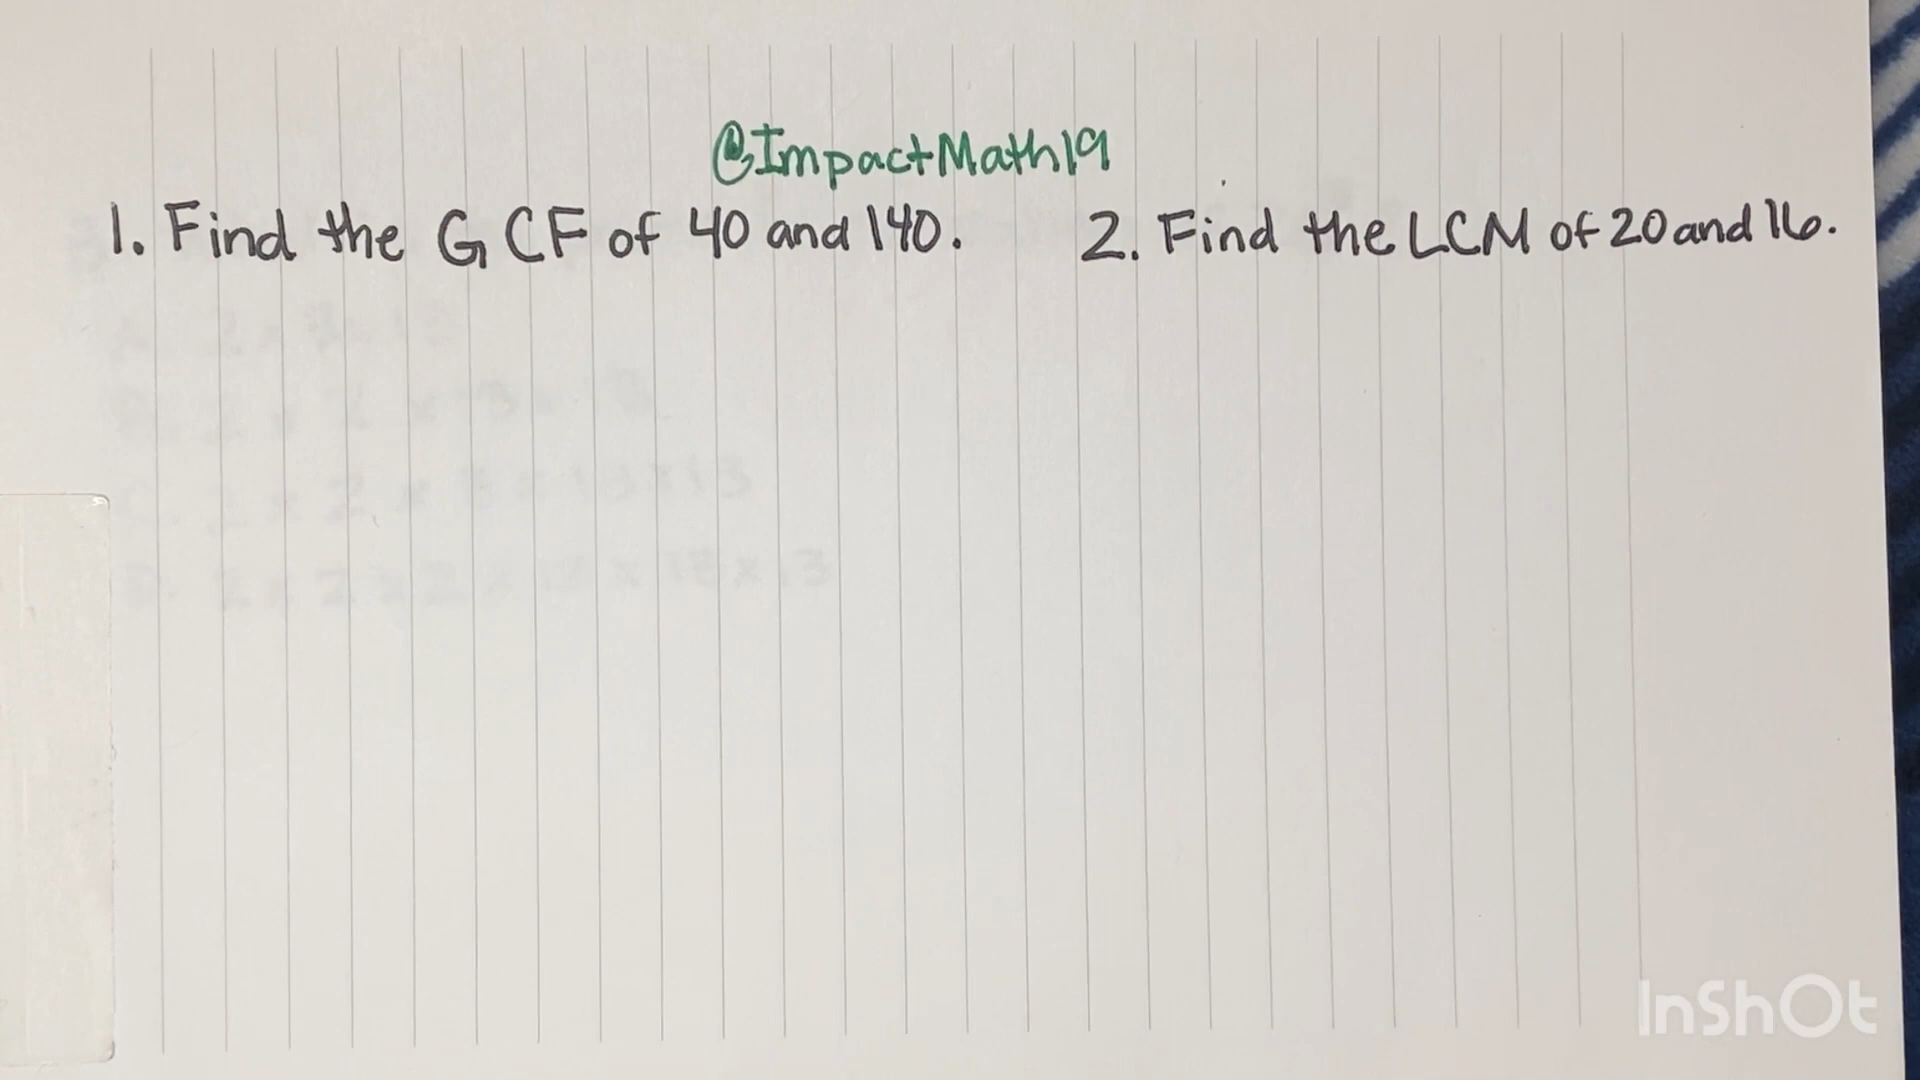 @ImpactMath19
1. Find the GCF of 40 and 140.
2. Find the LCM of 20 and 16.
InShOt